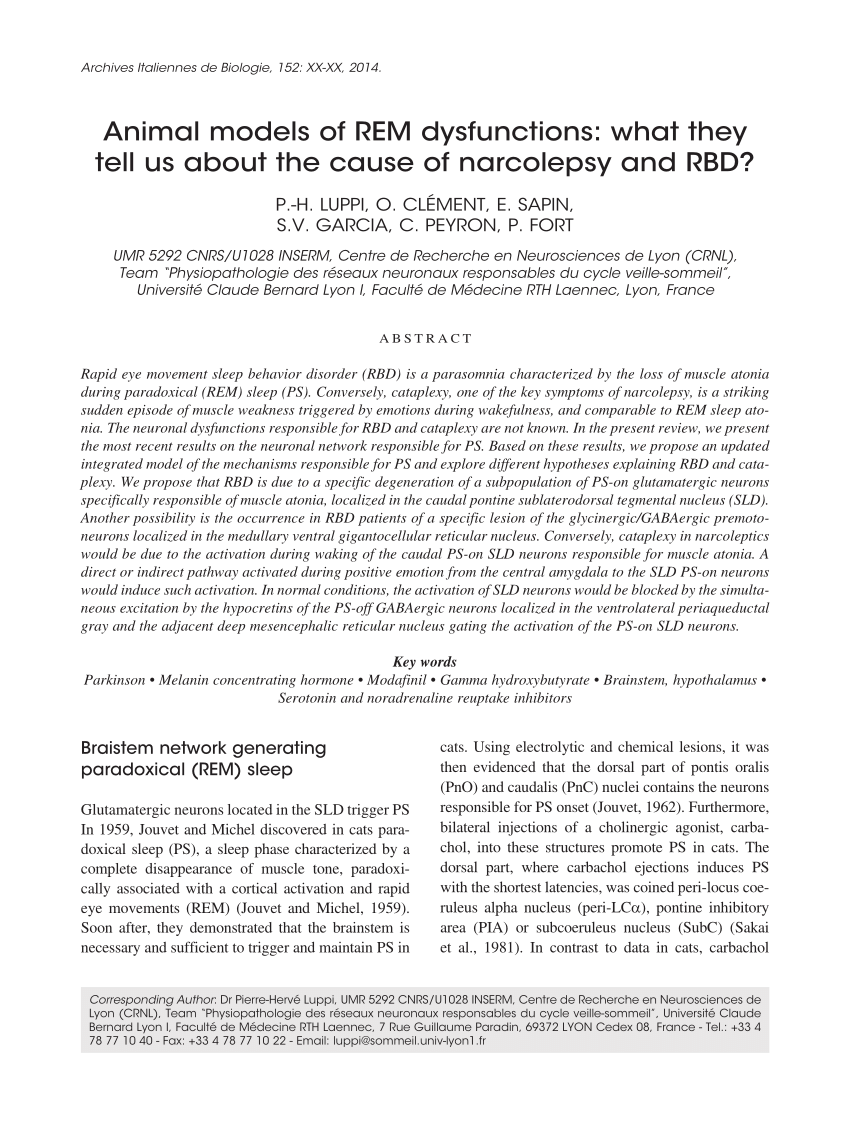 Archives Italiennes de Biologie, 152: XX-XX, 2014.
Animal models of REM dysfunctions: what they
tell us about the cause of narcolepsy and RBD?
P.-H. LUPPI, O. CLÉMENT, E. SAPIN,
S.V. GARCIA, C. PEYRON, P. FORT
UMR 5292 CNRS/U1028 INSERM, Centre de Recherche en Neurosciences de Lyon (CRNL),
Team "Physiopathologie des réseaux neuronaux responsables du cycle veille-sommeil",
Université Claude Bernard Lyon I, Faculté de Médecine RTH Laennec, Lyon, France
ABSTRACT
Rapid eye movement sleep behavior disorder (RBD) is a parasomnia characterized by the loss of muscle atonia
during paradoxical (REM) sleep (PS). Conversely, cataplexy, one of the key symptoms of narcolepsy, is a striking
sudden episode of muscle weakness triggered by emotions during wakefulness, and comparable to REM sleep ato-
nia. The neuronal dysfunctions responsible for RBD and cataplexy are not known. In the present review, we present
the most recent results on the neuronal network responsible for PS. Based on these results, we propose an updated
integrated model of the mechanisms responsible for PS and explore different hypotheses explaining RBD and cata-
plexy. We propose that RBD is due to a specific degeneration of a subpopulation of PS-on glutamatergic neurons
specifically responsible of muscle atonia, localized in the caudal pontine sublaterodorsal tegmental nucleus (SLD).
Another possibility is the occurrence in RBD patients of a specific lesion of the glycinergic/GABAergic premoto-
neurons localized in the medullary ventral gigantocellular reticular nucleus. Conversely, cataplexy in narcoleptics
would be due to the activation during waking of the caudal PS-on SLD neurons responsible for muscle atonia. A
direct or indirect pathway activated during positive emotion from the central amygdala to the SLD PS-on neurons
would induce such activation. In normal conditions, the activation of SLD neurons would be blocked by the simulta-
neous excitation by the hypocretins of the PS-off GABAergic neurons localized in the ventrolateral periaqueductal
gray and the adjacent deep mesencephalic reticular nucleus gating the activation of the PS-on SLD neurons.
Key words
Parkinson • Melanin concentrating hormone • Modafinil • Gamma hydroxybutyrate • Brainstem, hypothalamus •
Serotonin and noradrenaline reuptake inhibitors
Braistem network generating
paradoxical (REM) sleep
Glutamatergic neurons located in the SLD trigger PS
In 1959, Jouvet and Michel discovered in cats para-
doxical sleep (PS), a sleep phase characterized by a
complete disappearance of muscle tone, paradoxi-
cally associated with a cortical activation and rapid
eye movements (REM) (Jouvet and Michel, 1959).
Soon after, they demonstrated that the brainstem is
necessary and sufficient to trigger and maintain PS in
cats. Using electrolytic and chemical lesions, it was
then evidenced that the dorsal part of pontis oralis
(PnO) and caudalis (PnC) nuclei contains the neurons
responsible for PS onset (Jouvet, 1962). Furthermore,
bilateral injections of a cholinergic agonist, carba-
chol, into these structures promote PS in cats. The
dorsal part, where carbachol ejections induces PS
with the shortest latencies, was coined peri-locus coe-
ruleus alpha nucleus (peri-LCα), pontine inhibitory
area (PIA) or subcoeruleus nucleus (SubC) (Sakai
et al., 1981). In contrast to data in cats, carbachol
Corresponding Author: Dr Pierre-Hervé Luppi, UMR 5292 CNRS/U1028 INSERM, Centre de Recherche en Neurosciences de
Lyon (CRNL), Team "Physiopathologie des réseaux neuronaux responsables du cycle veille-sommeil", Université Claude
Bernard Lyon I, Faculté de Médecine RTH Laennec, 7 Rue Guillaume Paradin, 69372 LYON Cedex 08, France - Tel.: +33 4
78 77 10 40 - Fax: +33 4 78 77 10 22 - Email: luppi@sommeil.univ-lyon1.fr